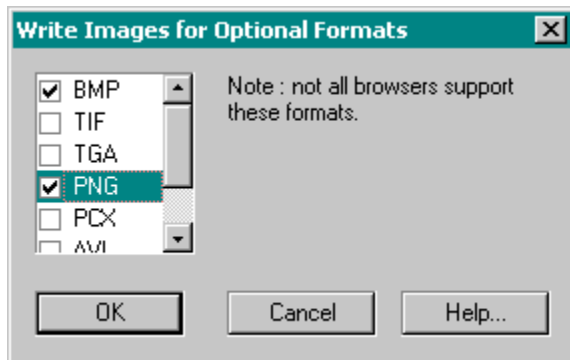 Write Images for Optional Formats
BMP
TIF
TGA
PNG
PCX
AVI
Note : not all browsers support
these formats.
OK
Cancel
Help...